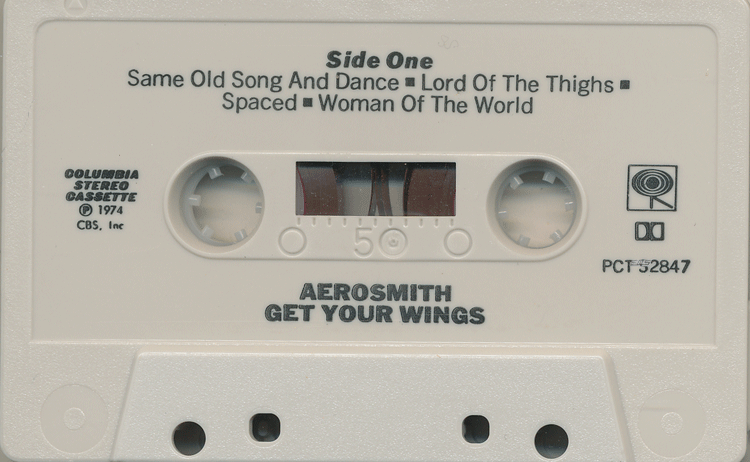 Side One
Same Old Song And Dance ■ Lord Of The Thighs ■
Spaced ■ Woman Of The World
COLUMBIA
STEREO
CASSETTE
℗ 1974
CBS, Inc
50
PCT 52847
AEROSMITH
GET YOUR WINGS